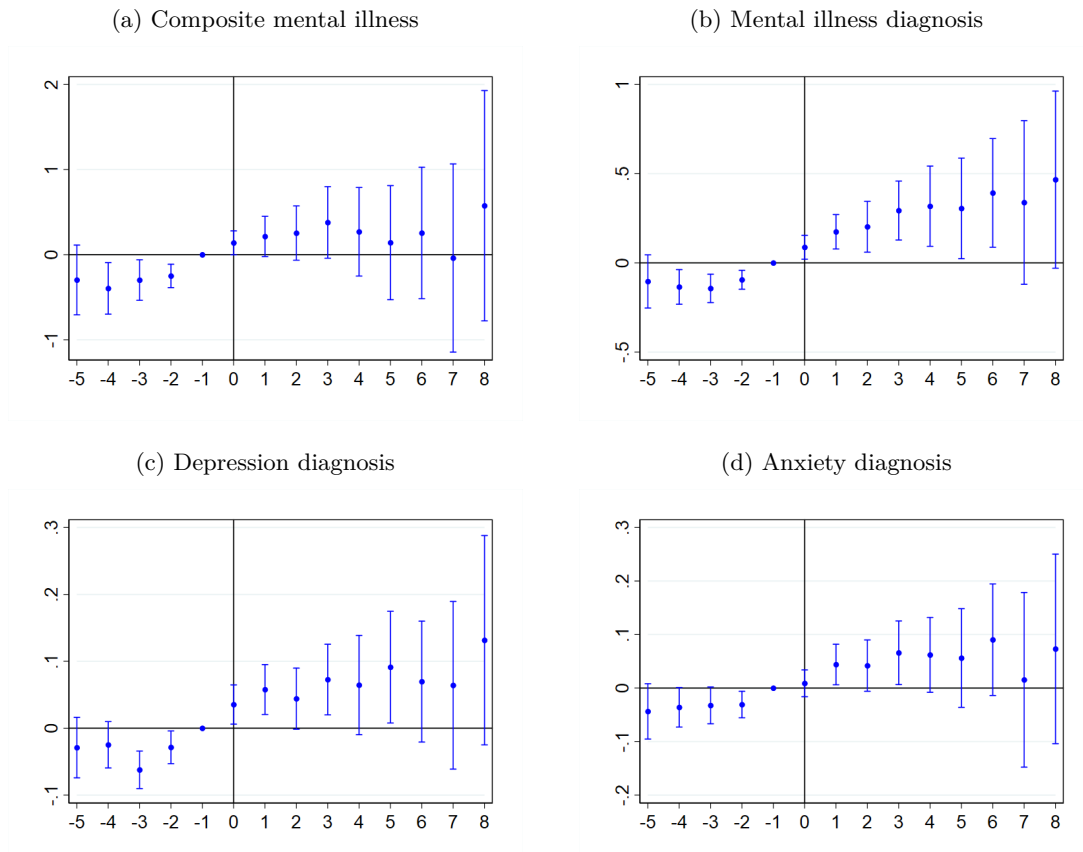 (a) Composite mental illness
2
1
0
-1
-5 -4 -3 -2 -1 0 1 2 3 4 5 6 7 8
(b) Mental illness diagnosis
1
.5
0
-.5
-5 -4 -3 -2 -1 0 1 2 3 4 5 6 7 8
(c) Depression diagnosis
.3
.2
.1
0
-.1
-5 -4 -3 -2 -1 0 1 2 3 4 5 6 7 8
(d) Anxiety diagnosis
.3
.2
.1
0
-.1
-.2
-5 -4 -3 -2 -1 0 1 2 3 4 5 6 7 8